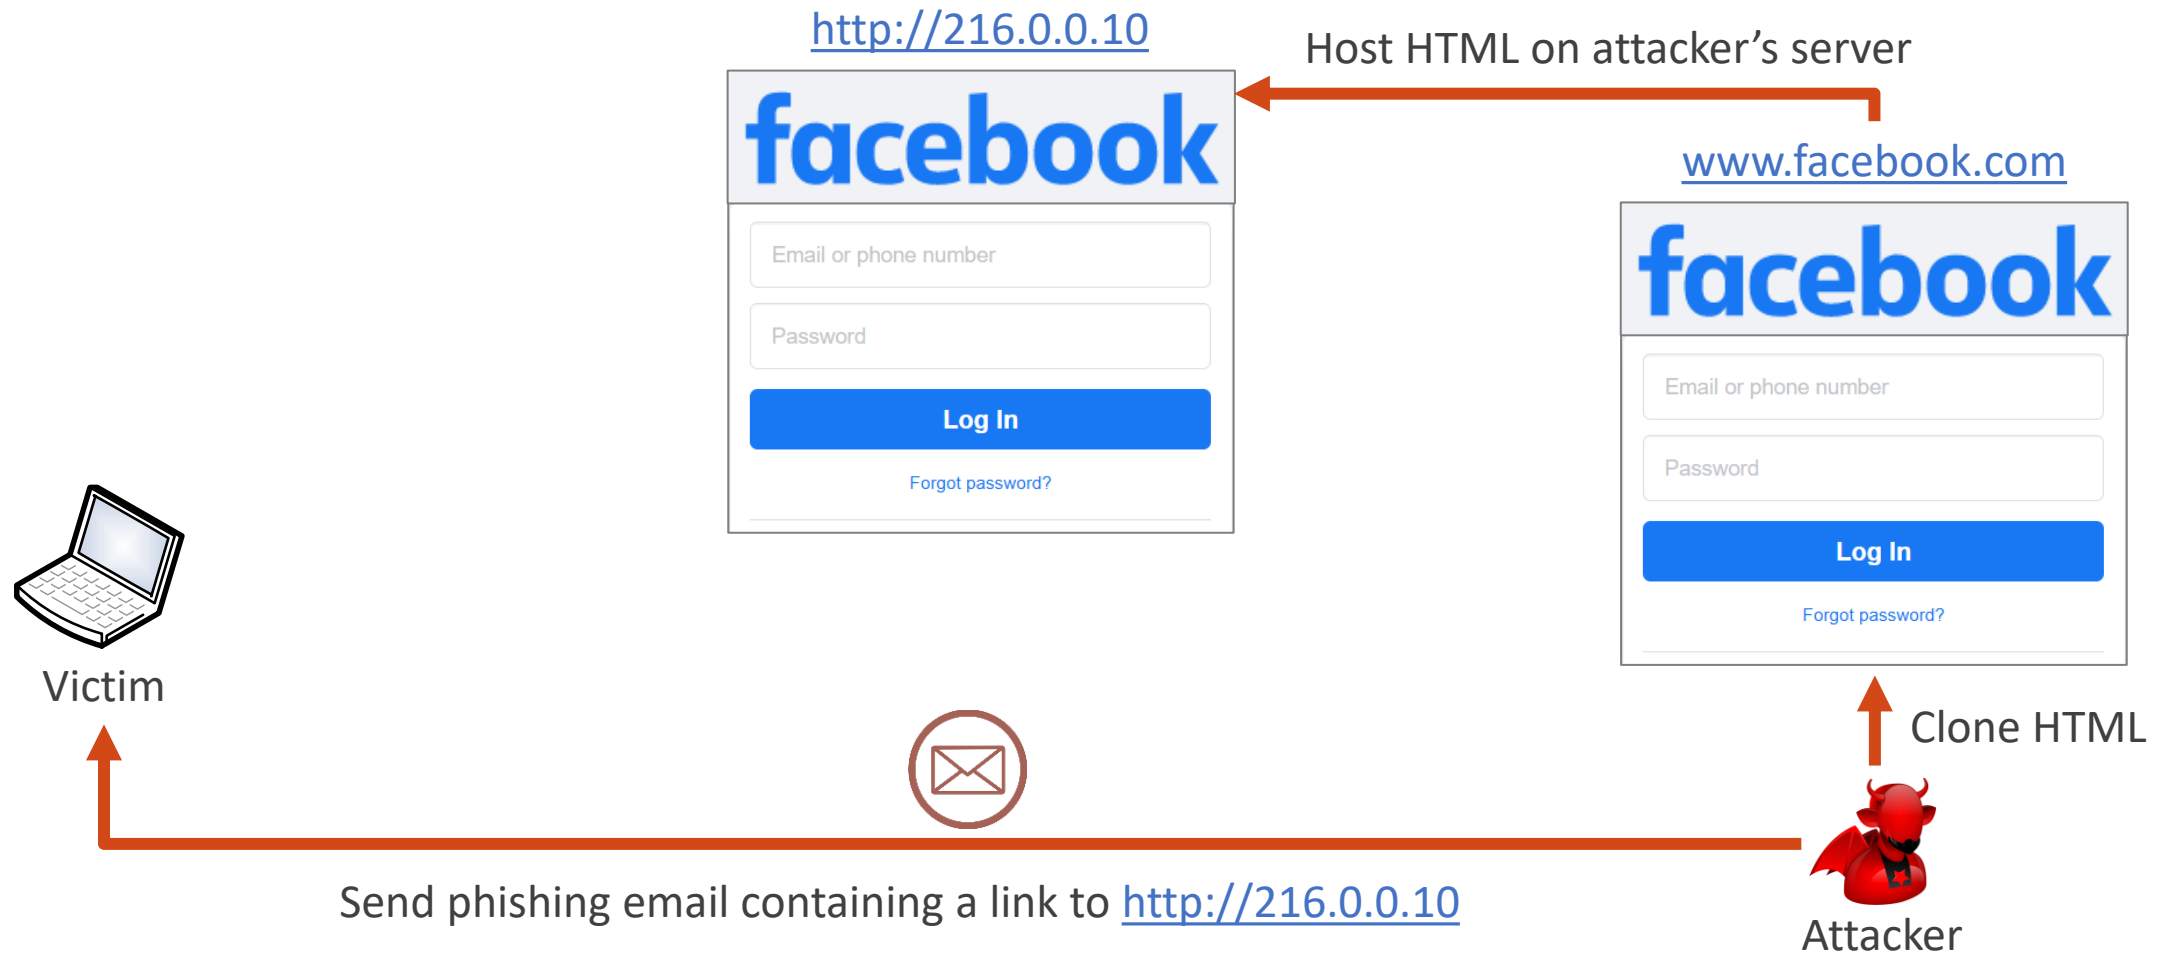 http://216.0.0.10
Host HTML on attacker’s server
facebook
Email or phone number
Password
Log In
Forgot password?
www.facebook.com
facebook
Email or phone number
Password
Log In
Forgot password?
Victim
Clone HTML
Send phishing email containing a link to http://216.0.0.10
Attacker